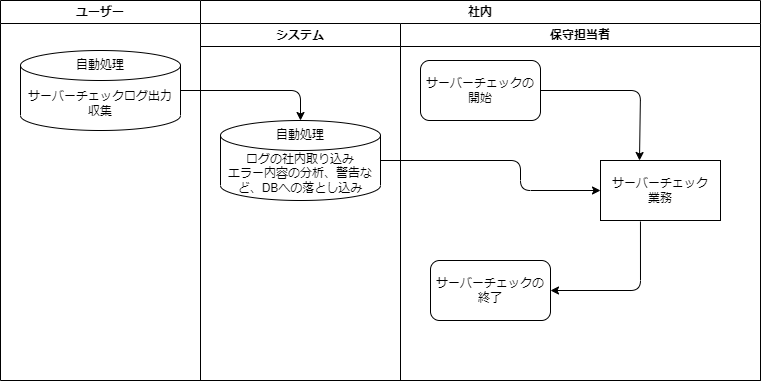 ユーザー
社内
システム
保守担当者
自動処理
サーバーチェックログ出力
収集
自動処理
ログの社内取り込み
エラー内容の分析、警告な
ど、DBへの落とし込み
サーバーチェックの
開始
サーバーチェック
業務
サーバーチェックの
終了